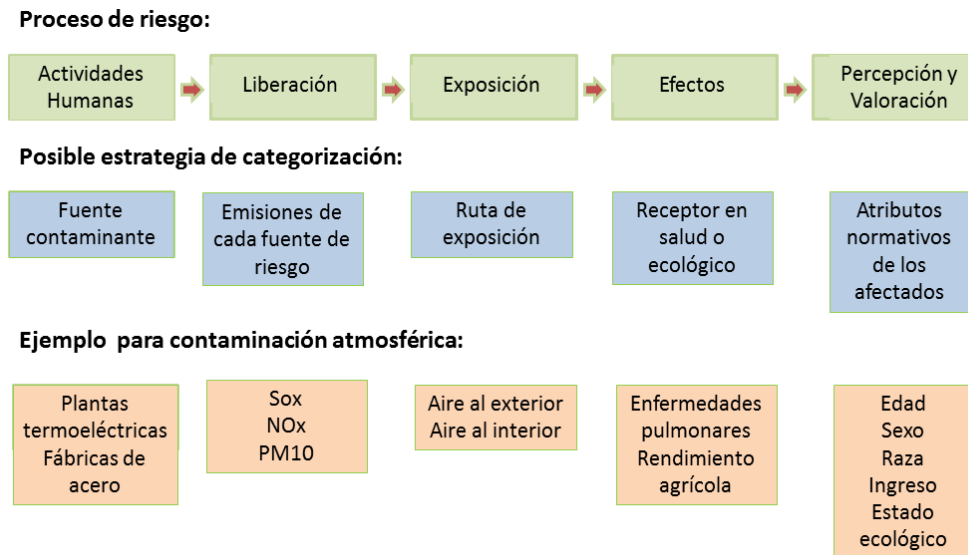 Proceso de riesgo:
Actividades
Humanas
Liberación
Exposición
Efectos
Percepción y
Valoración
Posible estrategia de categorización:
Fuente
contaminante
Emisiones de
cada fuente de
riesgo
Ruta de
exposición
Receptor en
salud o
ecológico
Atributos
normativos
de los
afectados
Ejemplo para contaminación atmosférica:
Plantas
termoeléctricas
Fábricas de
acero
Sox
NOx
PM10
Aire al exterior
Aire al interior
Enfermedades
pulmonares
Rendimiento
agrícola
Edad
Sexo
Raza
Ingreso
Estado
ecológico